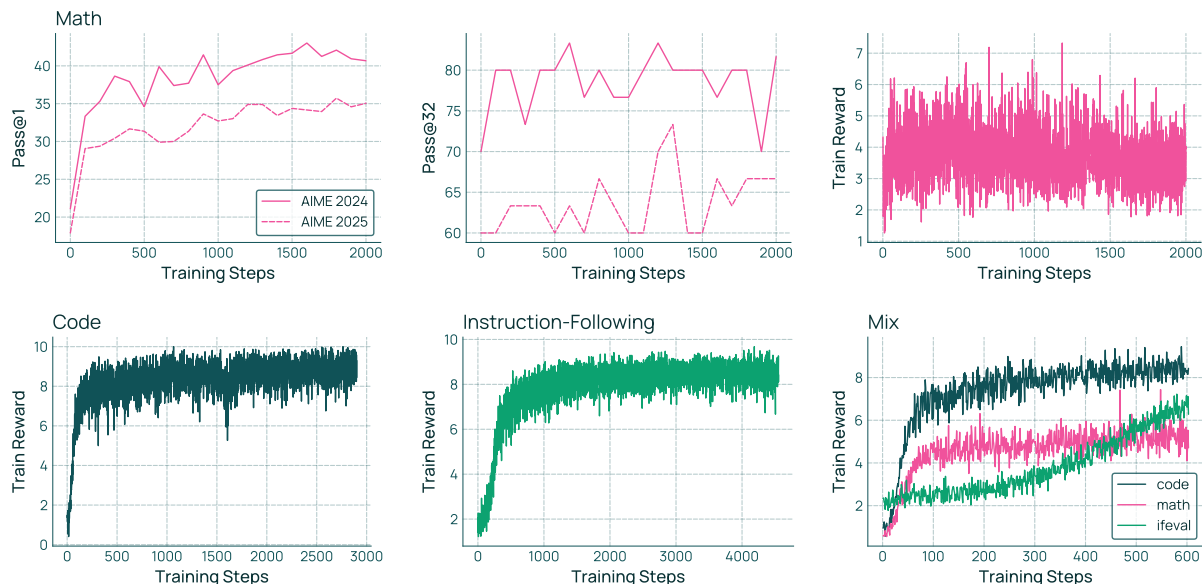 Math
Pass@1
40
35
30
25
20
AIME 2024
AIME 2025
0 500 1000 1500 2000
Training Steps
Pass@32
80
75
70
65
60
0 500 1000 1500 2000
Training Steps
Train Reward
7
6
5
4
3
2
1
0 500 1000 1500 2000
Training Steps
Code
Train Reward
10
8
6
4
2
0
0 500 1000 1500 2000 2500 3000
Training Steps
Instruction-Following
Train Reward
10
8
6
4
2
0 1000 2000 3000 4000
Training Steps
Mix
Train Reward
8
6
4
2
code
math
ifeval
0 100 200 300 400 500 600
Training Steps